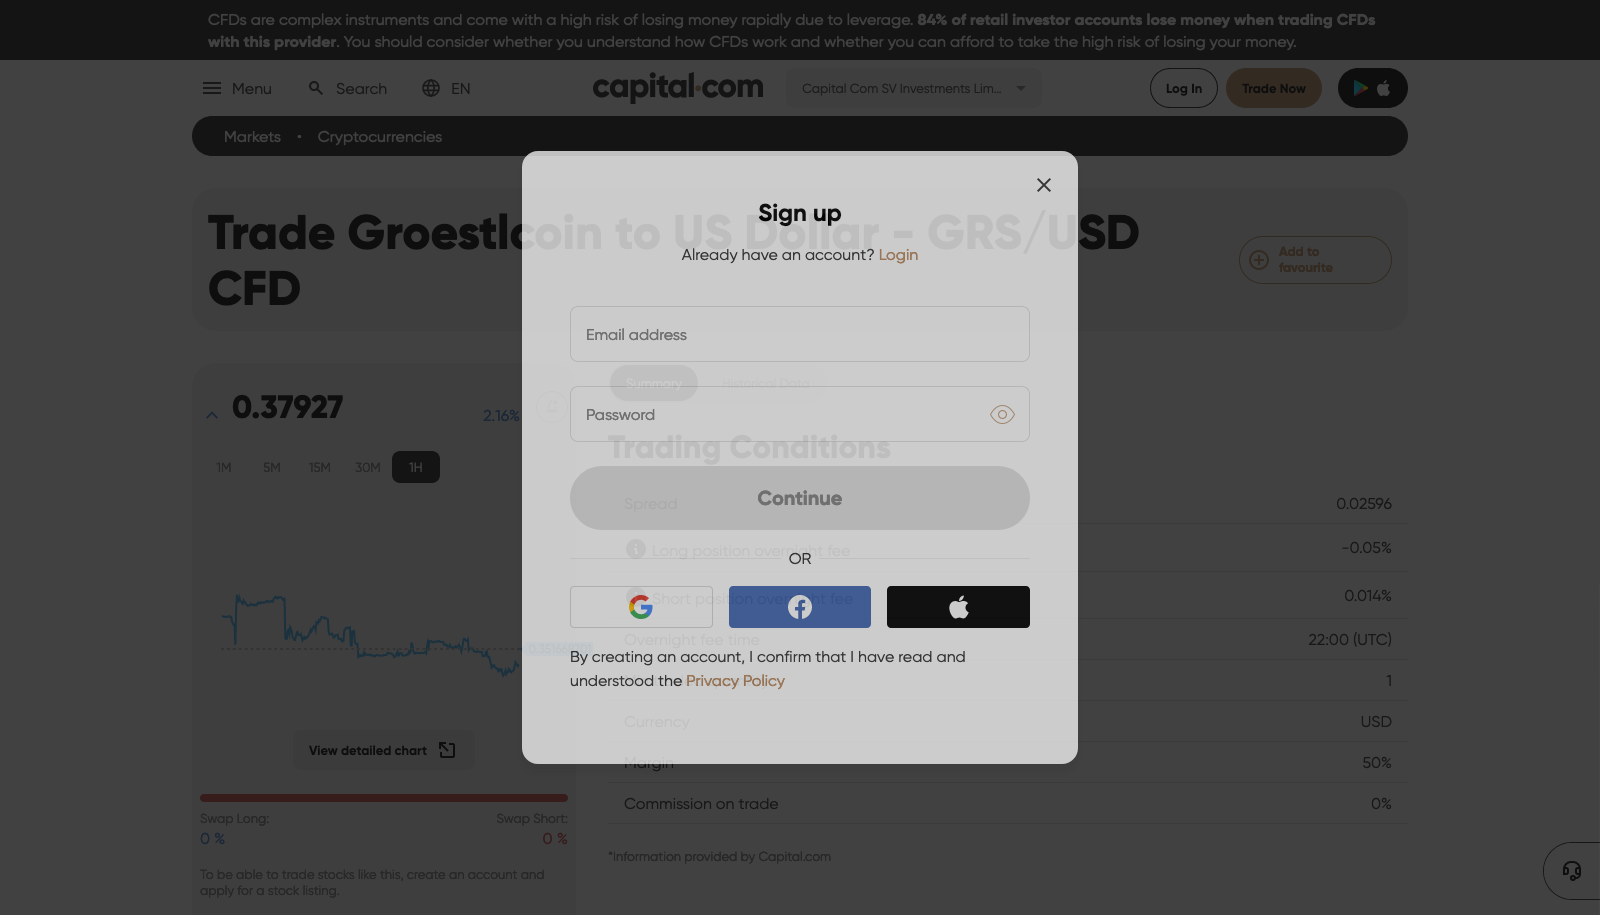 CFDs are complex instruments and come with a high risk of losing money rapidly due to leverage. 84% of retail investor accounts lose money when trading CFDs
with this provider. You should consider whether you understand how CFDs work and whether you can afford to take the high risk of losing your money.
Menu
Search
EN
capital.com
Capital Com SV Investments Lim...
Log In
Trade Now
Markets • Cryptocurrencies
Trade Groestlcoin to US Dollar - GRS/USD
CFD
Add to
favourite
Sign up
Already have an account? Login
Email address
Password
Continue
OR
By creating an account, I confirm that I have read and
understood the Privacy Policy
0.37927
2.16%
1M 5M 15M 30M 1H
View detailed chart
Swap Long:
Swap Short:
0 %
0 %
To be able to trade stocks like this, create an account and
apply for a stock listing.
Summary
Historical Data
Trading Conditions
Spread 0.02596
Long position overnight fee -0.05%
Short position overnight fee 0.014%
Overnight fee time 22:00 (UTC)
1
Currency USD
Margin 50%
Commission on trade 0%
*Information provided by Capital.com